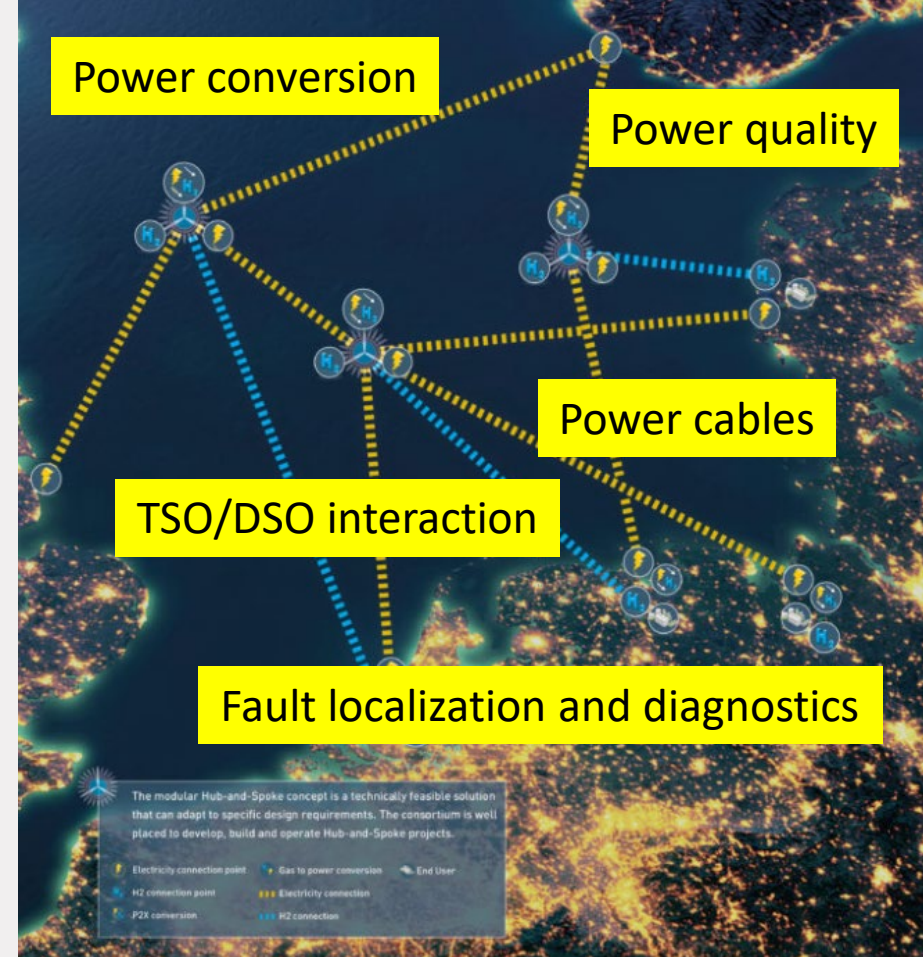 Power conversion
Power quality
Power cables
TSO/DSO interaction
Fault localization and diagnostics
The modular Hub-and-Spoke concept is a technically feasible solution
that can adapt to specific design requirements. The consortium is well
placed to develop, build and operate Hub-and-Spoke projects.
Electricity connection point
Gas to power conversion
End User
H2 connection point
Electricity connection
P2X conversion
H2 connection